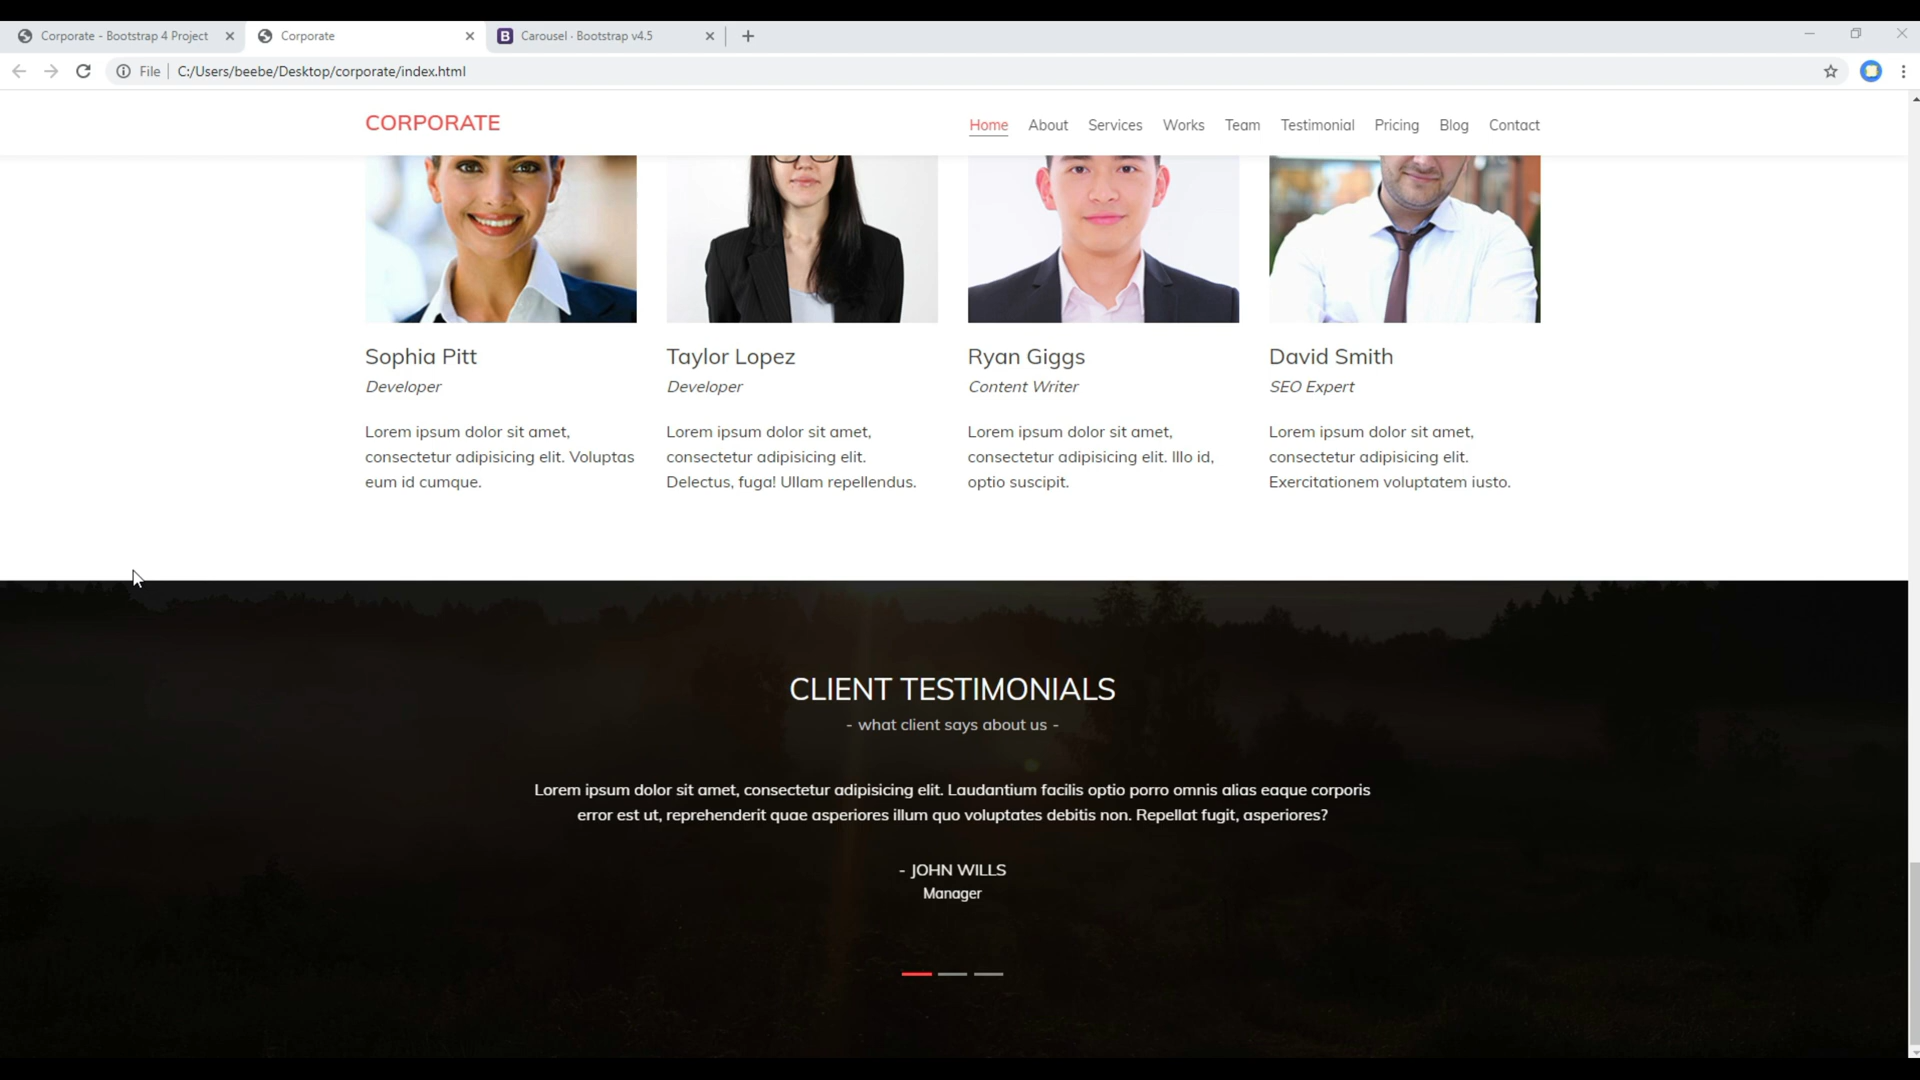 Corporate - Bootstrap 4 Project
Corporate
Carousel · Bootstrap v4.5
File
C:/Users/beebe/Desktop/corporate/index.html
CORPORATE
Home About Services Works Team Testimonial Pricing Blog Contact
Sophia Pitt
Developer
Lorem ipsum dolor sit amet,
consectetur adipisicing elit. Voluptas
eum id cumque.
Taylor Lopez
Developer
Lorem ipsum dolor sit amet,
consectetur adipisicing elit.
Delectus, fuga! Ullam repellendus.
Ryan Giggs
Content Writer
Lorem ipsum dolor sit amet,
consectetur adipisicing elit. Illo id,
optio suscipit.
David Smith
SEO Expert
Lorem ipsum dolor sit amet,
consectetur adipisicing elit.
Exercitationem voluptatem iusto.
CLIENT TESTIMONIALS
- what client says about us -
Lorem ipsum dolor sit amet, consectetur adipisicing elit. Laudantium facilis optio porro omnis alias eaque corporis
error est ut, reprehenderit quae asperiores illum quo voluptates debitis non. Repellat fugit, asperiores?
- JOHN WILLS
Manager